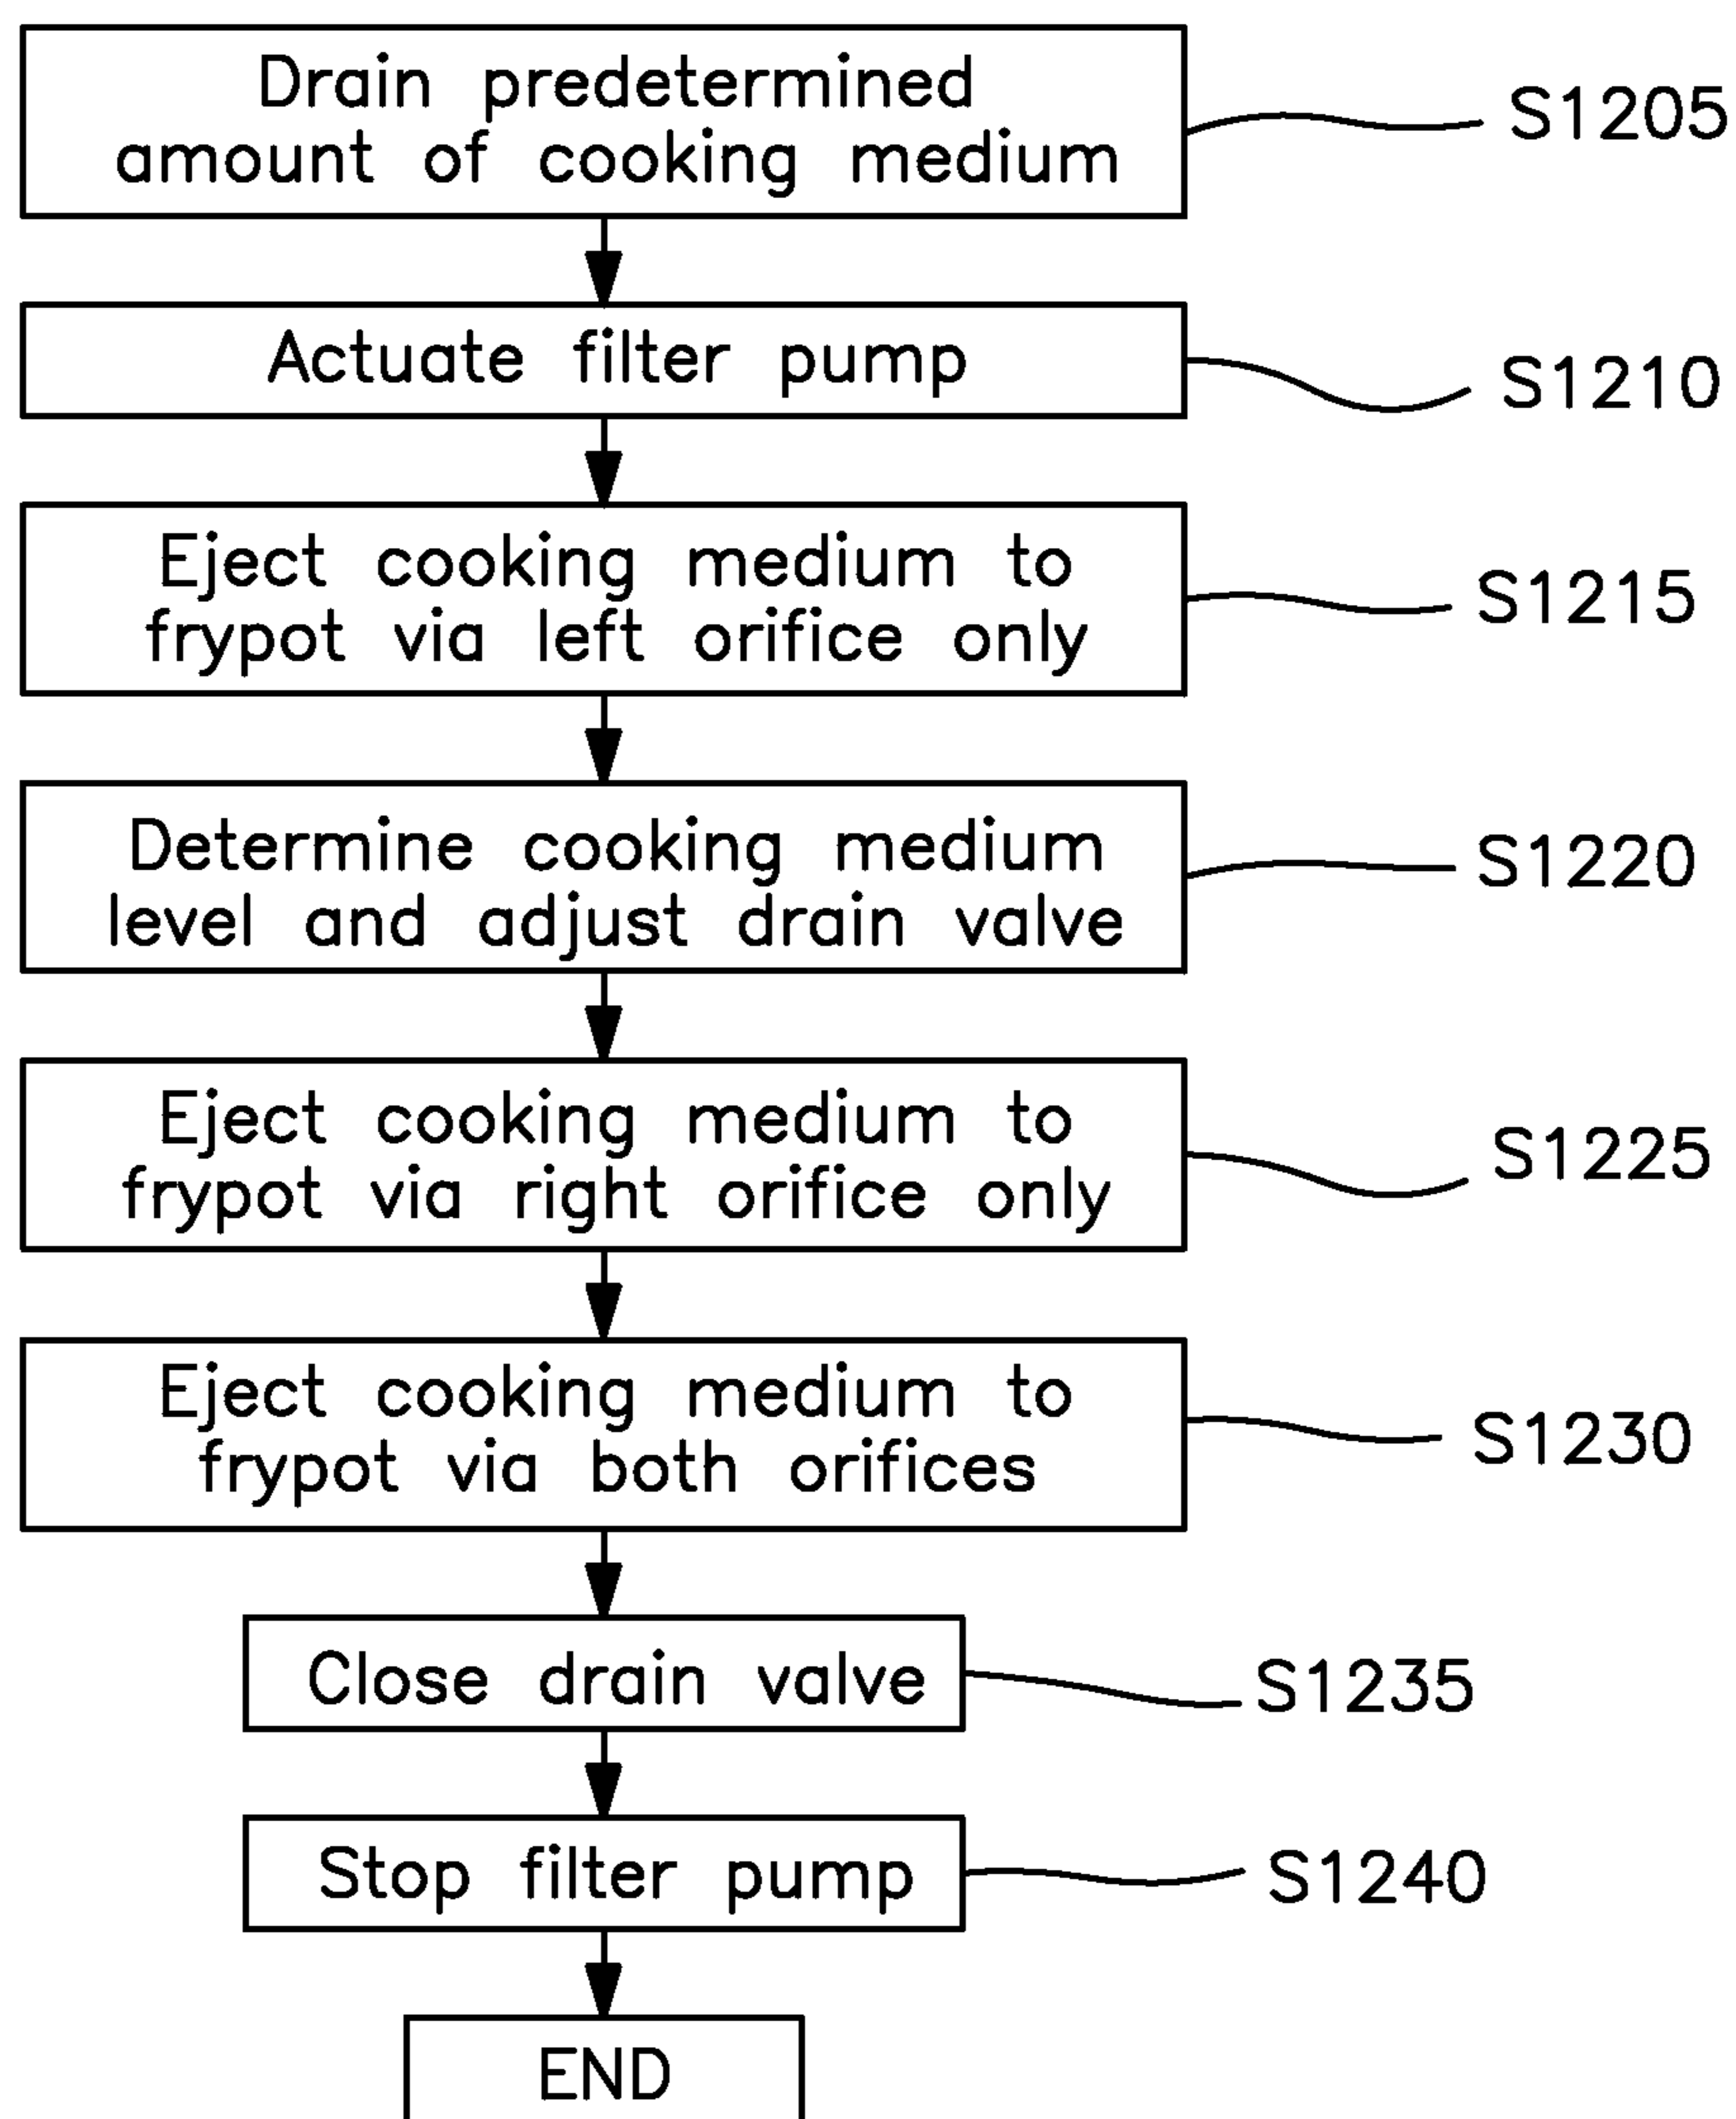 Drain predetermined
amount of cooking medium
S1205
Actuate filter pump
S1210
Eject cooking medium to
frypot via left orifice only
S1215
Determine cooking medium
level and adjust drain valve
S1220
Eject cooking medium to
frypot via right orifice only
S1225
Eject cooking medium to
frypot via both orifices
S1230
Close drain valve
S1235
Stop filter pump
S1240
END